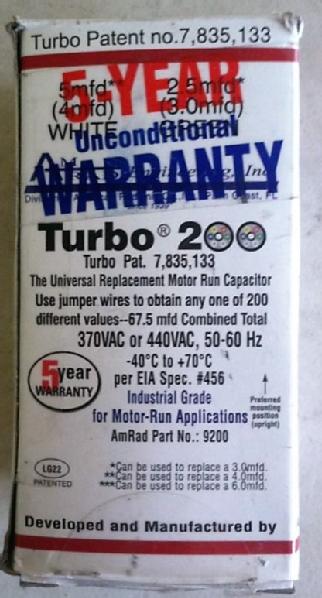 Turbo Patent no.7,835,133
5mfd** 2.5mfd*
(4mfd) (3.0mfd)
WHITE GREEN
5-YEAR
Unconditional
WARRANTY
Turbo® 200
Turbo Pat. 7,835,133
The Universal Replacement Motor Run Capacitor
Use jumper wires to obtain any one of 200
different values--67.5 mfd Combined Total
370VAC or 440VAC, 50-60 Hz
-40°C to +70°C
per EIA Spec. #456
5year
WARRANTY
Industrial Grade
for Motor-Run Applications
AmRad Part No.: 9200
Preferred
mounting
position
(upright)
LG22
PATENTED
*Can be used to replace a 3.0mfd.
**Can be used to replace a 4.0mfd.
***Can be used to replace a 6.0mfd.
Developed and Manufactured by